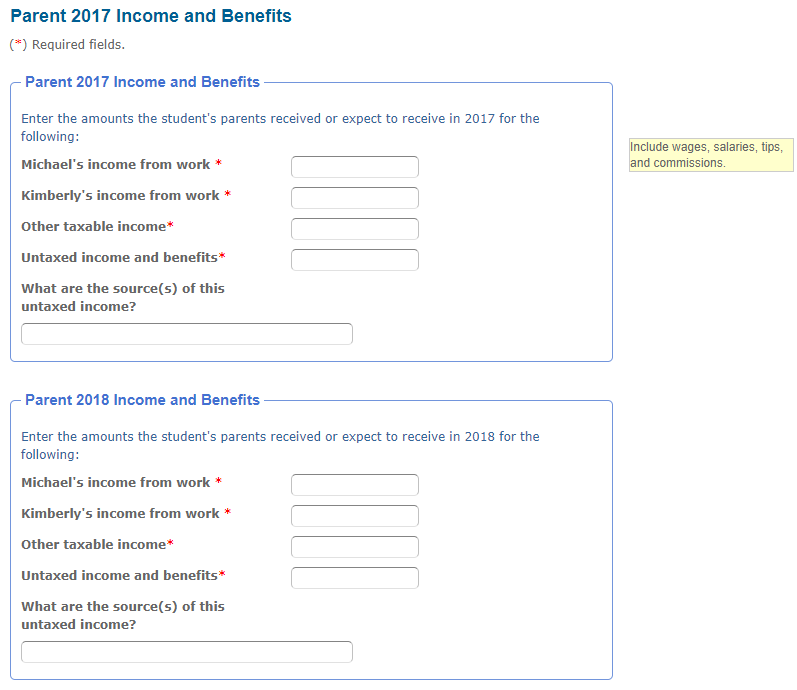 Parent 2017 Income and Benefits
(*) Required fields.
Parent 2017 Income and Benefits
Enter the amounts the student's parents received or expect to receive in 2017 for the
following:
Include wages, salaries, tips,
and commissions.
Michael's income from work *
Kimberly's income from work *
Other taxable income*
Untaxed income and benefits*
What are the source(s) of this
untaxed income?
Parent 2018 Income and Benefits
Enter the amounts the student's parents received or expect to receive in 2018 for the
following:
Michael's income from work *
Kimberly's income from work *
Other taxable income*
Untaxed income and benefits*
What are the source(s) of this
untaxed income?